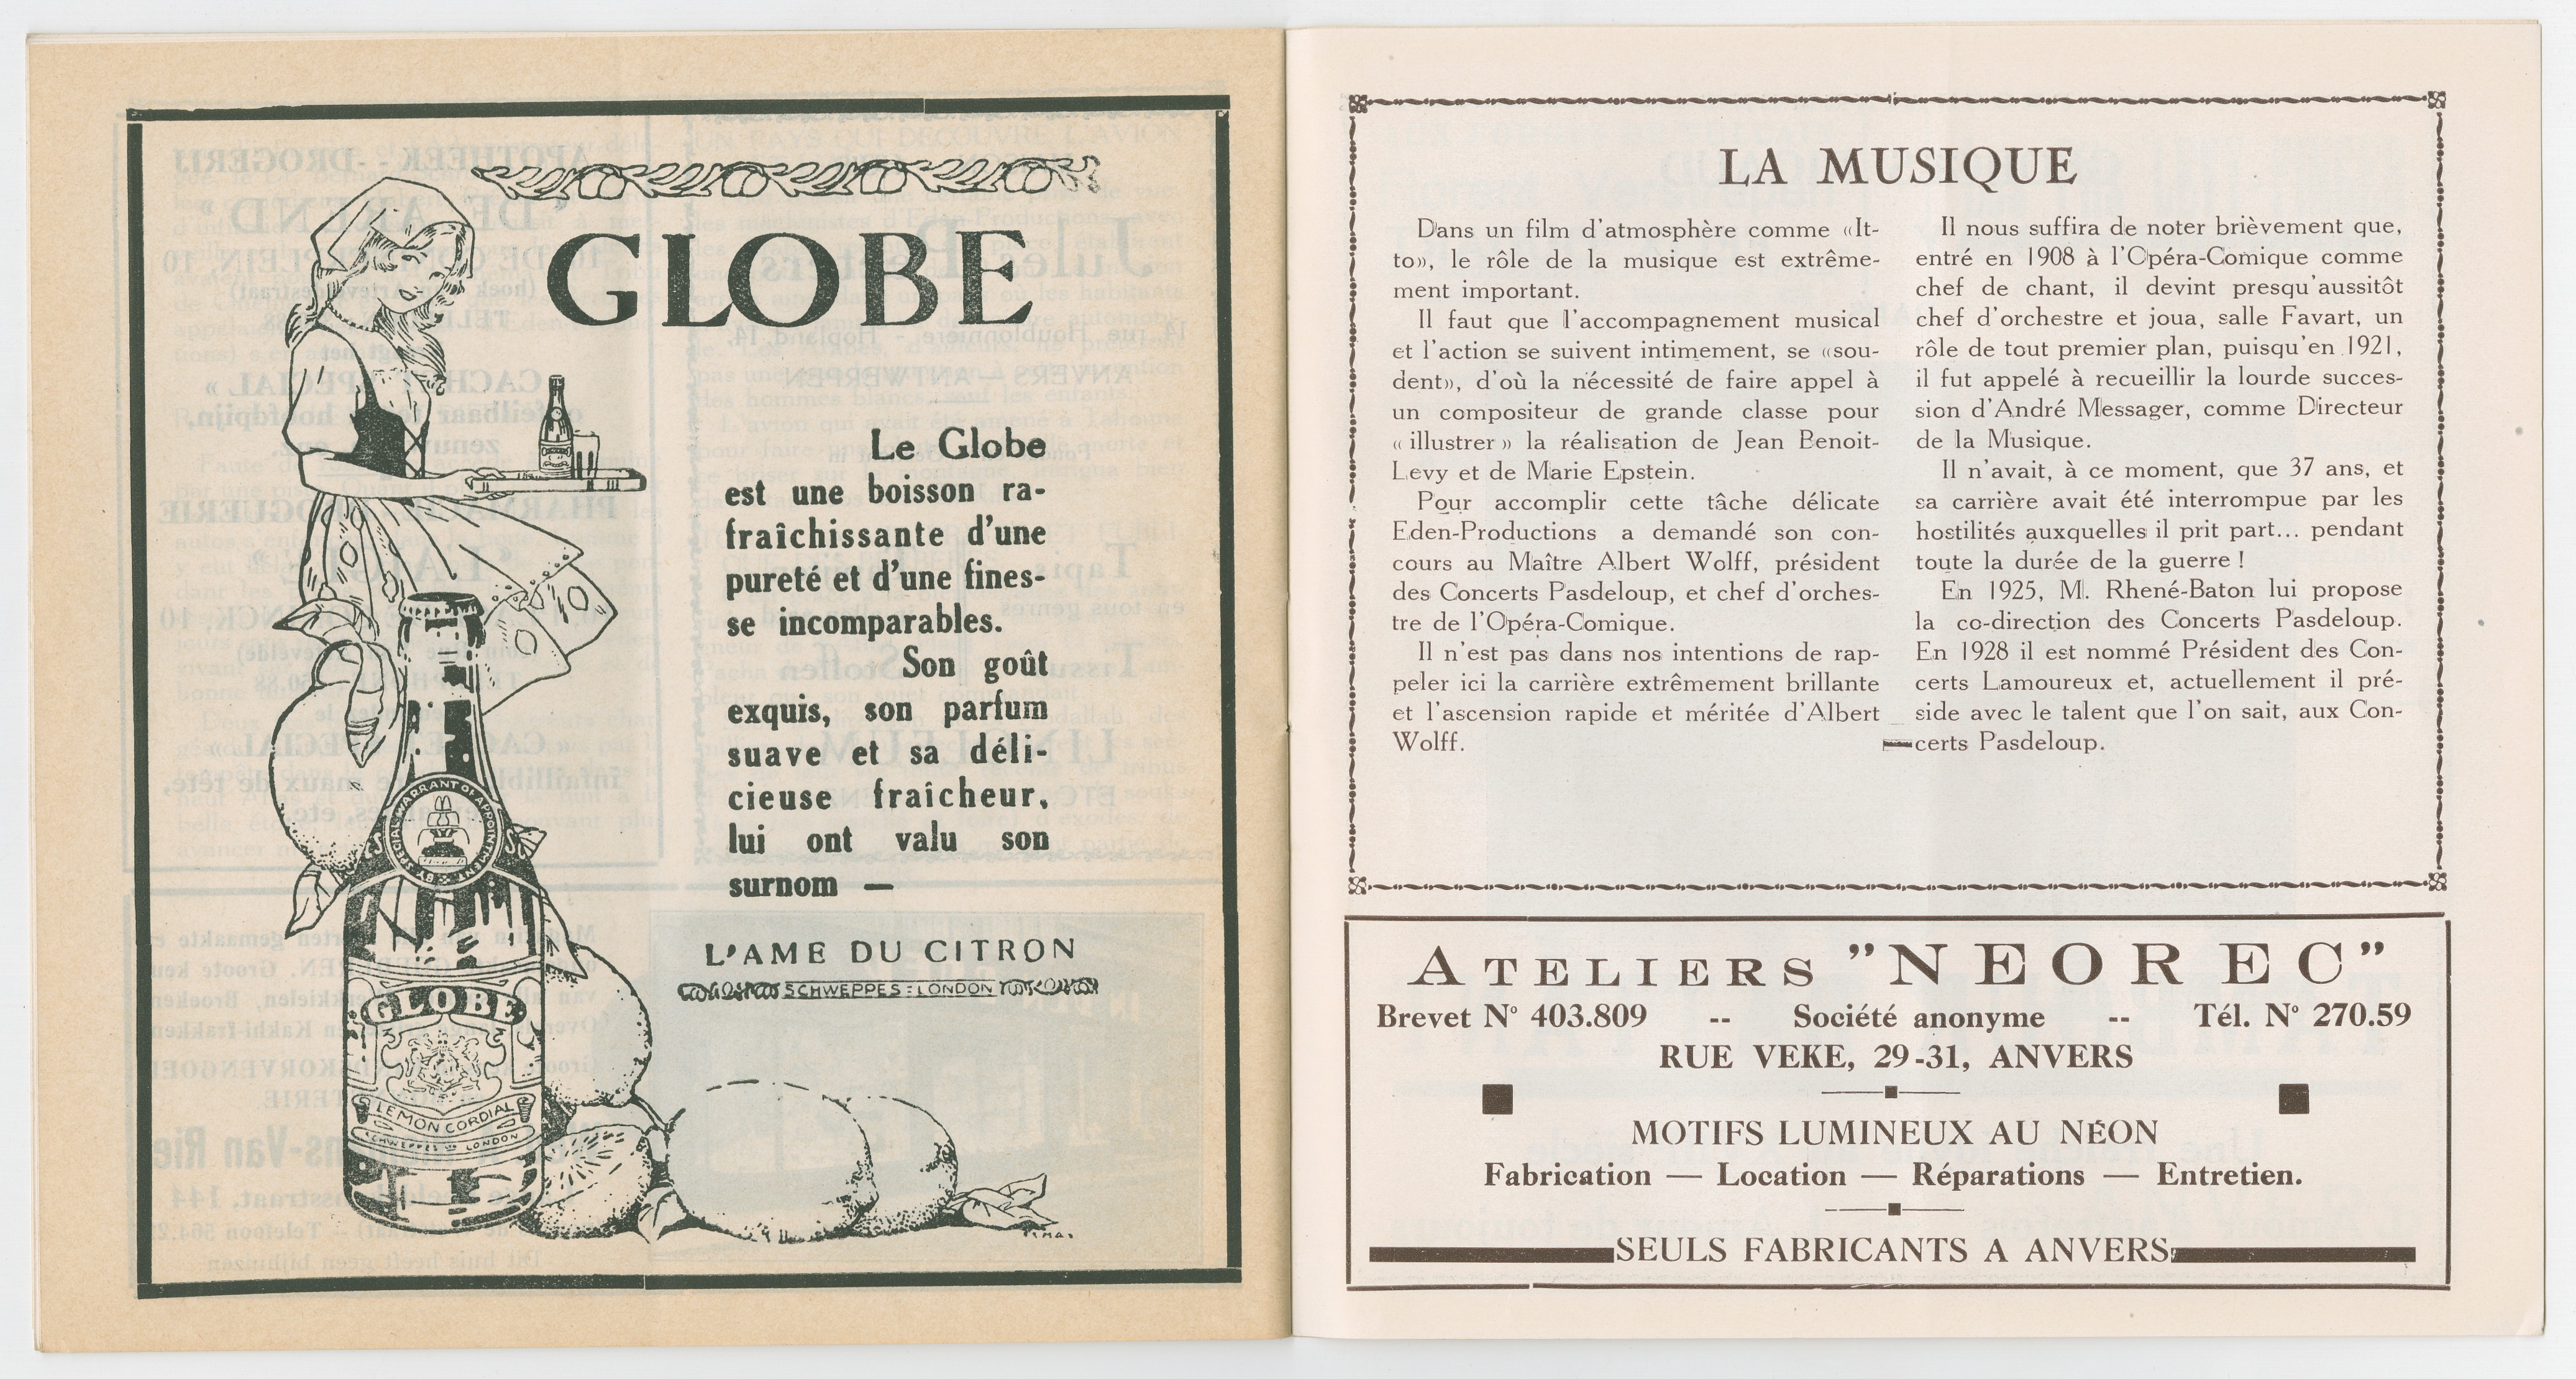 GLOBE
Le Globe
est une boisson ra-
fraîchissante d'une
pureté et d'une fines-
se incomparables.
Son goût
exquis, son parfum
suave et sa déli-
cieuse fraîcheur,
lui ont valu son
surnom —
L'AME DU CITRON
SCHWEPPES : LONDON
BY SPECIAL WARRANT OF APPOINTMENT
GLOBE
LEMON CORDIAL
SCHWEPPES LONDON
LA MUSIQUE
Dans un film d'atmosphère comme «It-
to», le rôle de la musique est extrême-
ment important.
Il faut que l'accompagnement musical
et l'action se suivent intimement, se «sou-
dent», d'où la nécessité de faire appel à
un compositeur de grande classe pour
« illustrer » la réalisation de Jean Benoit-
Levy et de Marie Epstein.
Pour accomplir cette tâche délicate
Eden-Productions a demandé son con-
cours au Maître Albert Wolff, président
des Concerts Pasdeloup, et chef d'orches-
tre de l'Opéra-Comique.
Il n'est pas dans nos intentions de rap-
peler ici la carrière extrêmement brillante
et l'ascension rapide et méritée d'Albert
Wolff.
Il nous suffira de noter brièvement que,
entré en 1908 à l'Opéra-Comique comme
chef de chant, il devint presqu'aussitôt
chef d'orchestre et joua, salle Favart, un
rôle de tout premier plan, puisqu'en 1921,
il fut appelé à recueillir la lourde succes-
sion d'André Messager, comme Directeur
de la Musique.
Il n'avait, à ce moment, que 37 ans, et
sa carrière avait été interrompue par les
hostilités auxquelles il prit part... pendant
toute la durée de la guerre !
En 1925, M. Rhené-Baton lui propose
la co-direction des Concerts Pasdeloup.
En 1928 il est nommé Président des Con-
certs Lamoureux et, actuellement il pré-
side avec le talent que l'on sait, aux Con-
certs Pasdeloup.
ATELIERS "NEOREC"
Brevet N° 403.809 -- Société anonyme -- Tél. N° 270.59
RUE VEKE, 29-31, ANVERS
MOTIFS LUMINEUX AU NÉON
Fabrication — Location — Réparations — Entretien.
SEULS FABRICANTS A ANVERS